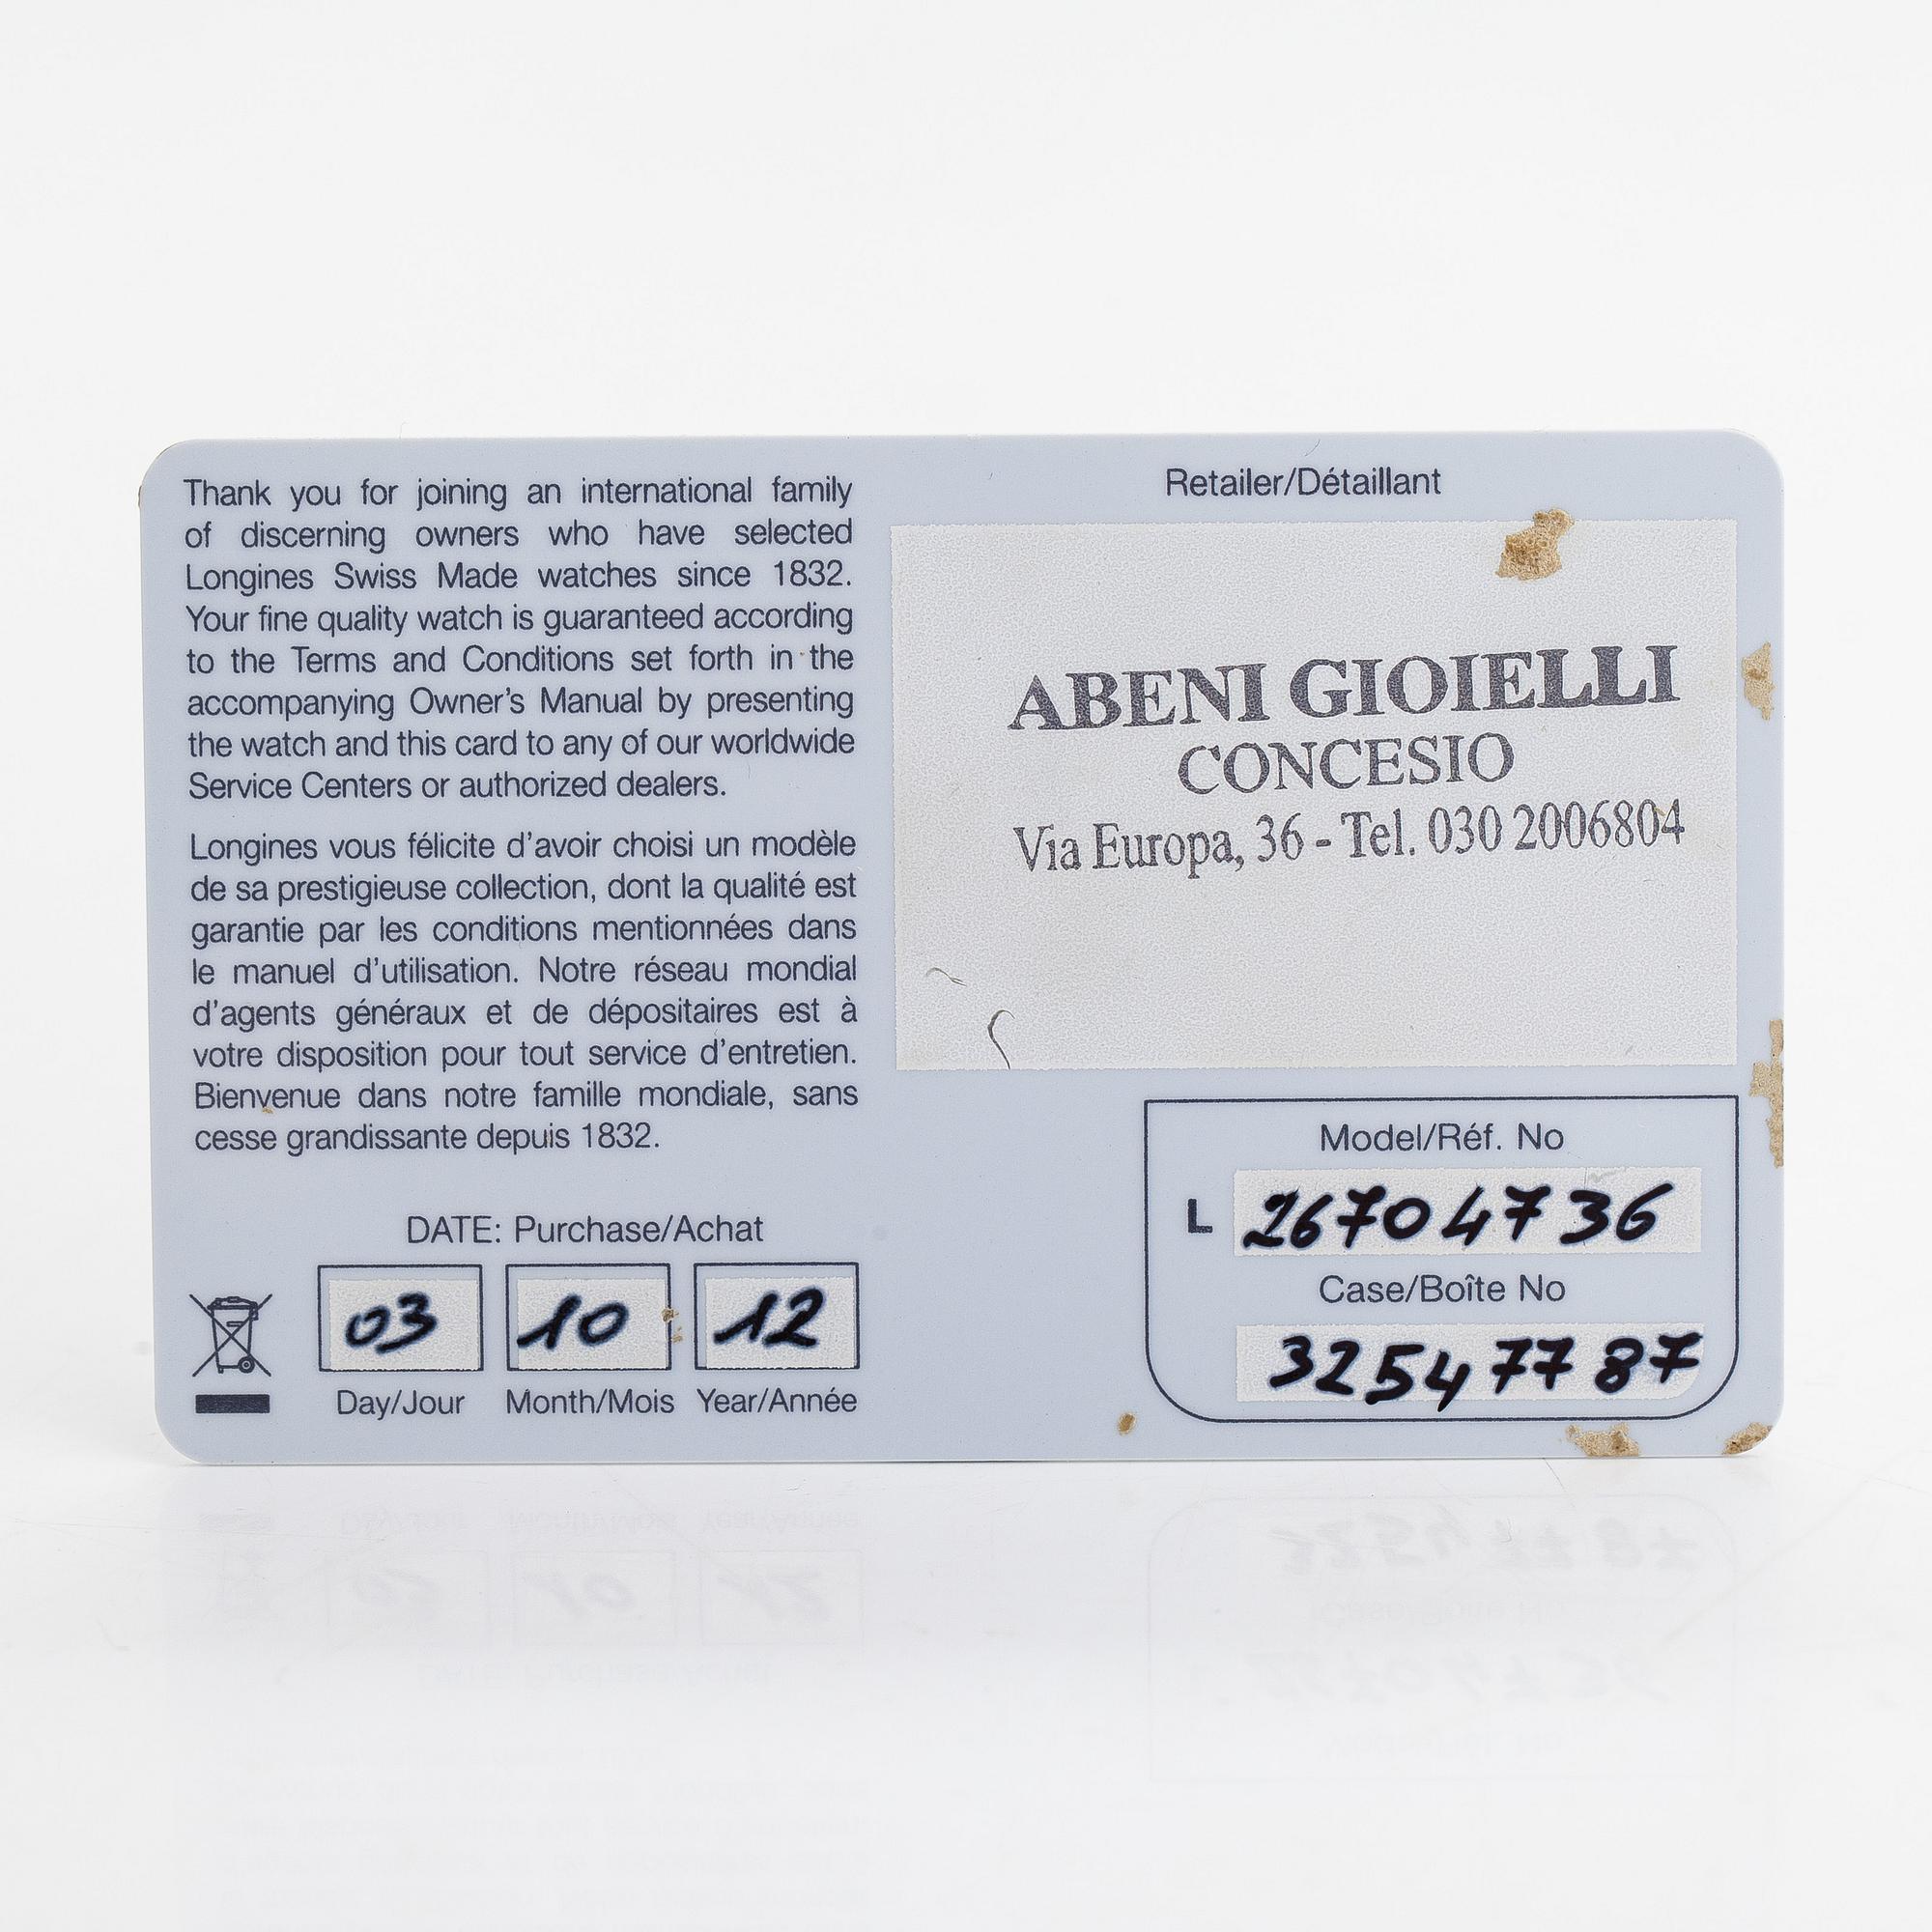 Thank you for joining an international family
of discerning owners who have selected
Longines Swiss Made watches since 1832.
Your fine quality watch is guaranteed according
to the Terms and Conditions set forth in the
accompanying Owner's Manual by presenting
the watch and this card to any of our worldwide
Service Centers or authorized dealers.
Longines vous félicite d'avoir choisi un modèle
de sa prestigieuse collection, dont la qualité est
garantie par les conditions mentionnées dans
le manuel d'utilisation. Notre réseau mondial
d'agents généraux et de dépositaires est à
votre disposition pour tout service d'entretien.
Bienvenue dans notre famille mondiale, sans
cesse grandissante depuis 1832.
DATE: Purchase/Achat
03 10 12
Day/Jour Month/Mois Year/Année
Retailer/Détaillant
ABENI GIOIELLI
CONCESIO
Via Europa, 36 - Tel. 030 2006804
Model/Réf. No
L 26704736
Case/Boîte No
32547787